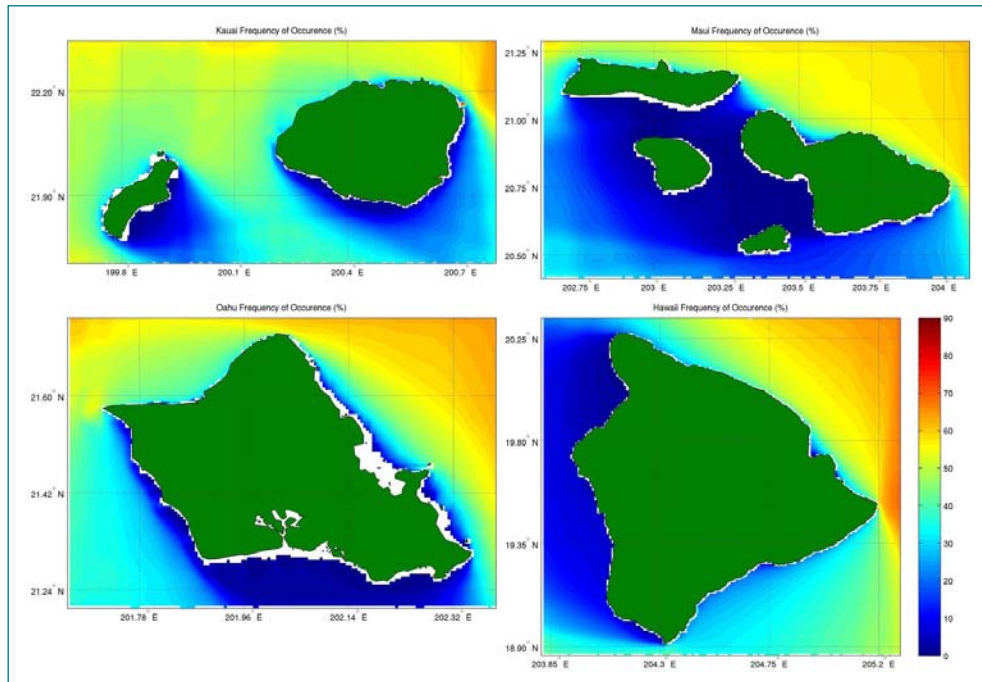 Kauai Frequency of Occurence (%)
22.20 ° N
21.90 ° N
199.8 ° E
200.1 ° E
200.4 ° E
200.7 ° E
Maui Frequency of Occurence (%)
21.25 ° N
21.00 ° N
20.75 ° N
20.50 ° N
202.75 ° E
203 ° E
203.25 ° E
203.5 ° E
203.75 ° E
204 ° E
Oahu Frequency of Occurence (%)
21.60 ° N
21.42 ° N
21.24 ° N
201.78 ° E
201.96 ° E
202.14 ° E
202.32 ° E
Hawaii Frequency of Occurence (%)
20.25 ° N
19.80 ° N
19.35 ° N
18.90 ° N
203.85 ° E
204.3 ° E
204.75 ° E
205.2 ° E
90
80
70
60
50
40
30
20
10
0